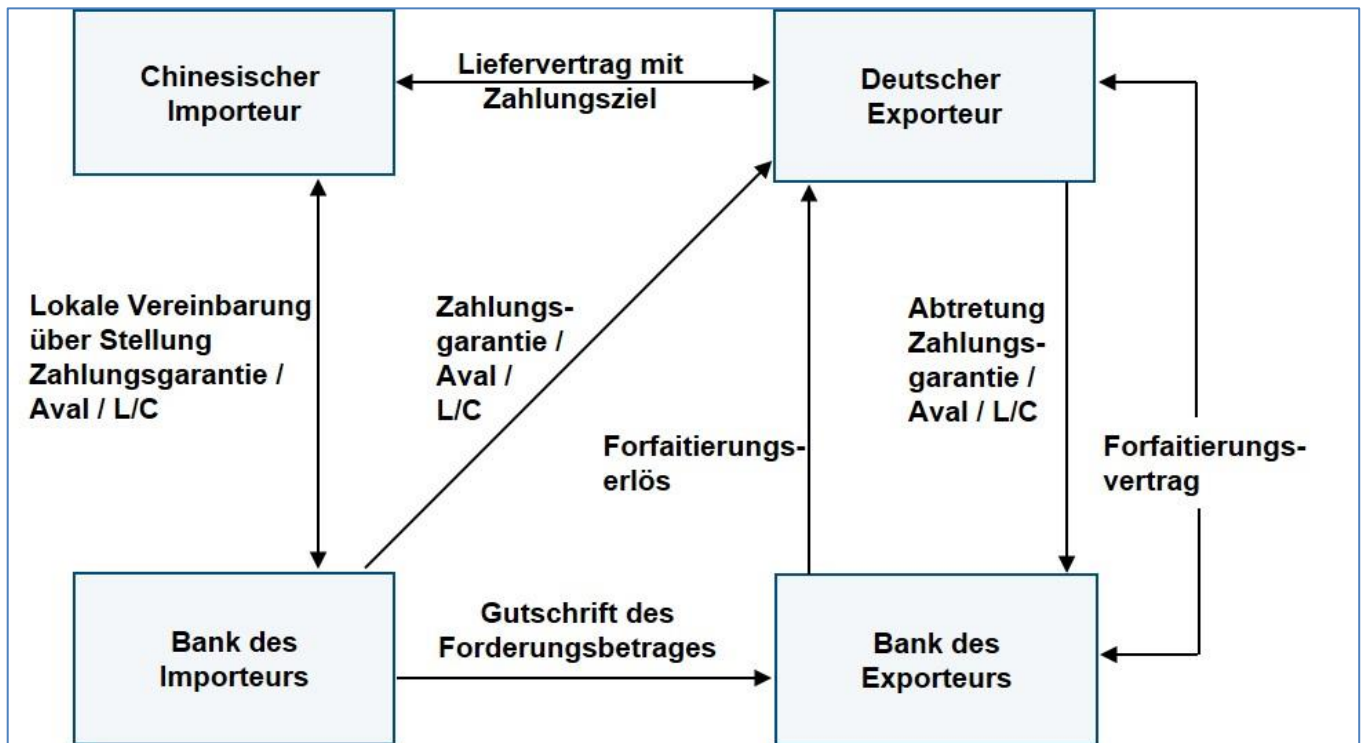 Chinesischer
Importeur
Liefervertrag mit
Zahlungsziel
Deutscher
Exporteur
Lokale Vereinbarung
über Stellung
Zahlungsgarantie /
Aval / L/C
Zahlungs-
garantie /
Aval /
L/C
Forfaitierungs-
erlös
Abtretung
Zahlungs-
garantie /
Aval / L/C
Forfaitierungs-
vertrag
Bank des
Importeurs
Gutschrift des
Forderungsbetrages
Bank des
Exporteurs